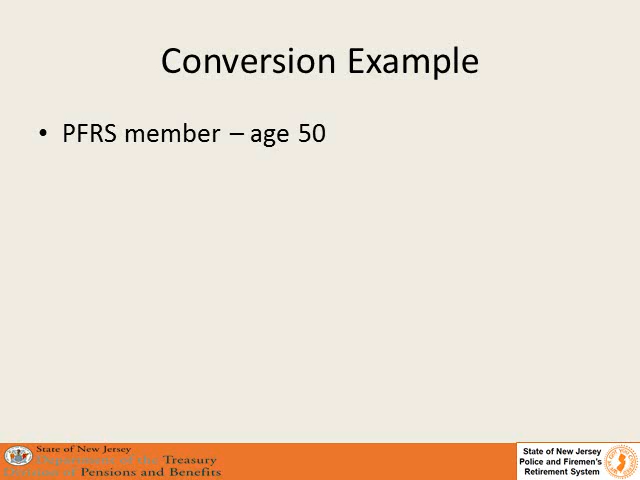 Conversion Example
• PFRS member – age 50
State of New Jersey
Department of the Treasury
Division of Pensions and Benefits
State of New Jersey
Police and Firemen's
Retirement System